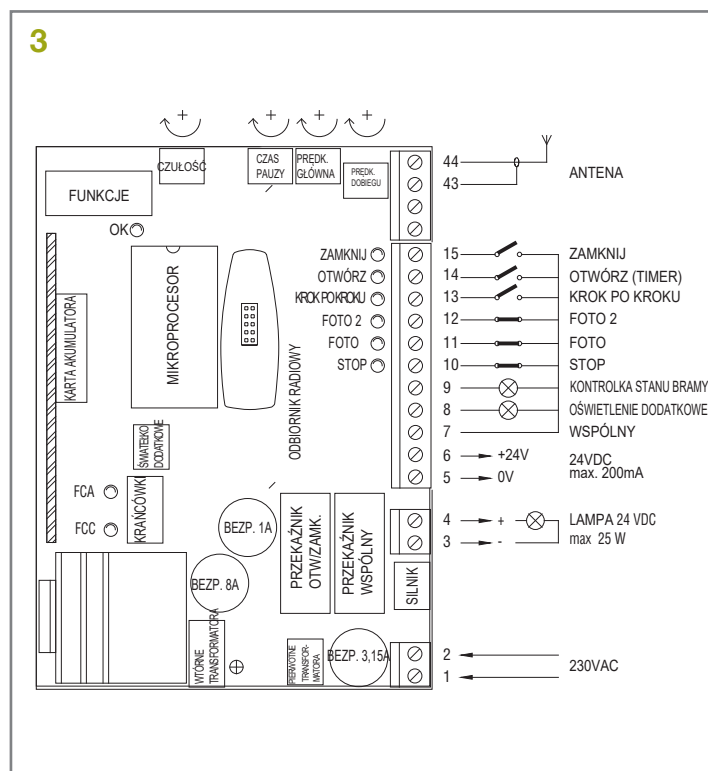 3
+
+
+
+
CZUŁOŚĆ
CZAS
PAUZY
PRĘDK.
GŁÓWNA
PRĘDK.
DOBIEGU
FUNKCJE
OK
MIKROPROCESOR
ODBIORNIK RADIOWY
KARTA AKUMULATORA
ŚWIATEŁKO
DODATKOWE
KRAŃCÓWKI
FCA
FCC
ZAMKNIJ
OTWÓRZ
KROK PO KROKU
FOTO 2
FOTO
STOP
BEZP. 1A
BEZP. 8A
PRZEKAŹNIK
OTW/ZAMK.
PRZEKAŹNIK
WSPÓLNY
SILNIK
WTÓRNE
TRANSFORMATORA
PIERWOTNE
TRANSFOR-
MATORA
BEZP. 3,15A
44
43
ANTENA
15 ZAMKNIJ
14 OTWÓRZ (TIMER)
13 KROK PO KROKU
12 FOTO 2
11 FOTO
10 STOP
9 KONTROLKA STANU BRAMY
8 OŚWIETLENIE DODATKOWE
7 WSPÓLNY
6 +24V
5 0V
24VDC
max. 200mA
4 +
3 -
LAMPA 24 VDC
max 25 W
2
1
230VAC